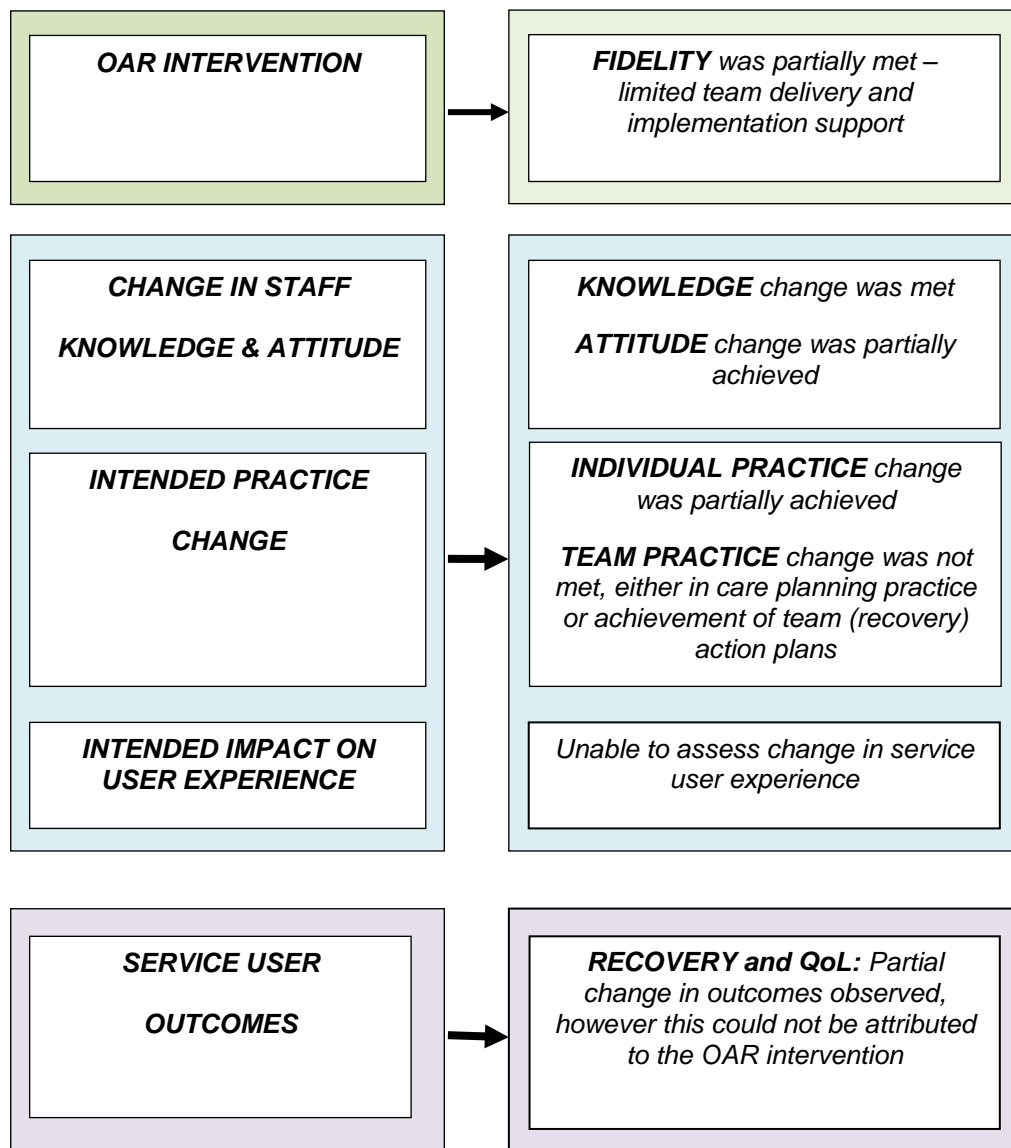 OAR INTERVENTION
FIDELITY was partially met –
limited team delivery and
implementation support
CHANGE IN STAFF
KNOWLEDGE & ATTITUDE
KNOWLEDGE change was met
ATTITUDE change was partially
achieved
INTENDED PRACTICE
CHANGE
INDIVIDUAL PRACTICE change
was partially achieved
TEAM PRACTICE change was not
met, either in care planning practice
or achievement of team (recovery)
action plans
INTENDED IMPACT ON
USER EXPERIENCE
Unable to assess change in service
user experience
SERVICE USER
OUTCOMES
RECOVERY and QoL: Partial
change in outcomes observed,
however this could not be attributed
to the OAR intervention